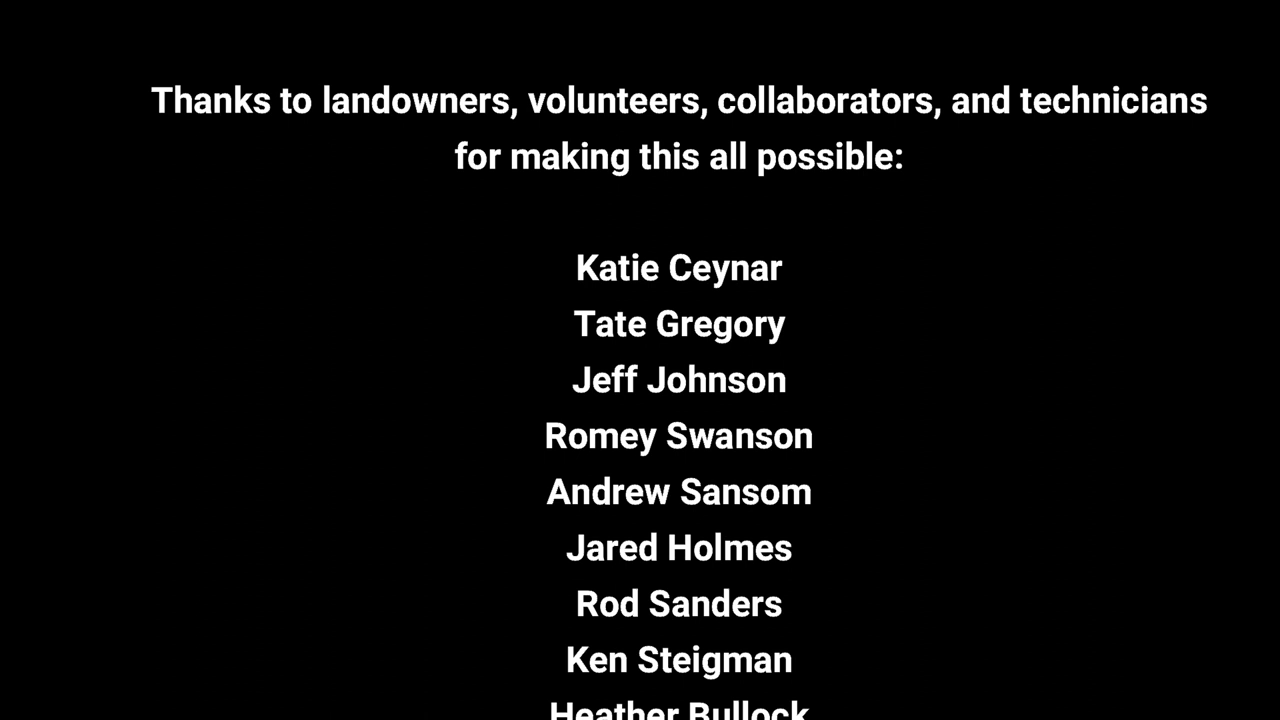 Thanks to landowners, volunteers, collaborators, and technicians
for making this all possible:
Katie Ceynar
Tate Gregory
Jeff Johnson
Romey Swanson
Andrew Sansom
Jared Holmes
Rod Sanders
Ken Steigman
Heather Bullock